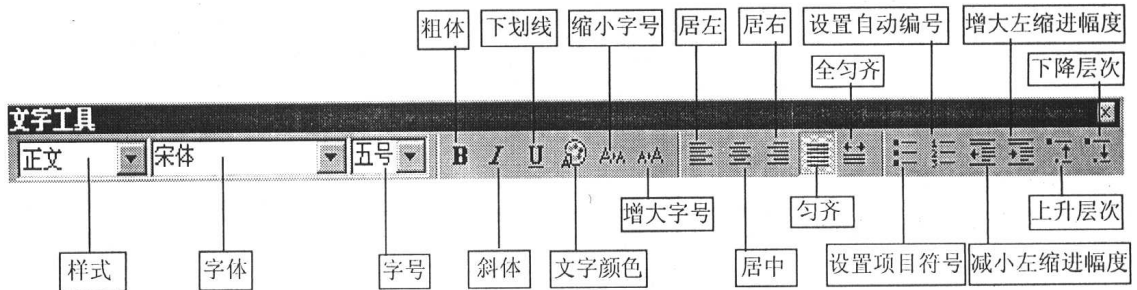 粗体 下划线 缩小字号 居左 居右 设置自动编号 增大左缩进幅度
全匀齐 下降层次
文字工具
正文 宋体 五号 B I U
增大字号 匀齐 上升层次
样式 字体 字号 斜体 文字颜色 居中 设置项目符号 减小左缩进幅度